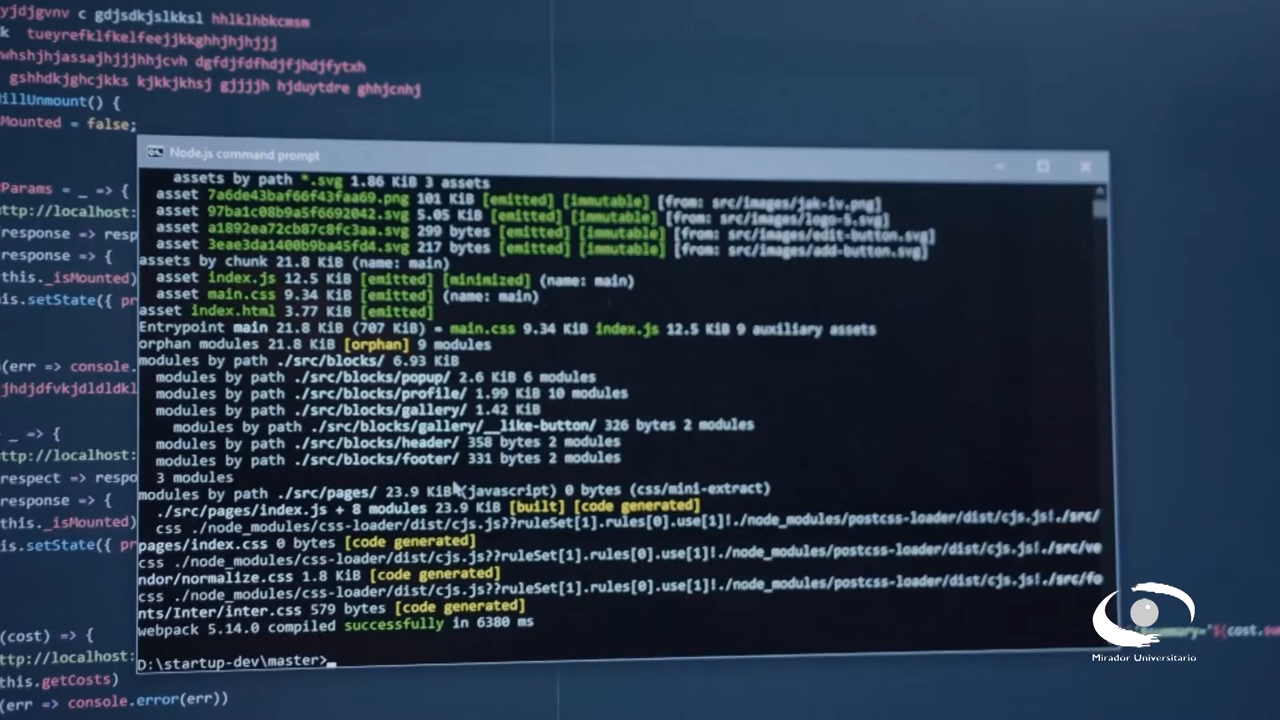 yjdjgvnv c gdjsdkjslkksl hhlklhbkcmsm
k tueyrefklfkelfeejjkkghhjhjhjjj
whshjhjassajhjjjhhjcvh dgfdjfdfhdjfjhdjfytxh
gshhdkjghcjkks kjkkjkhsj gjjjjh hjduytdre ghhjcnhj
illUnmount() {
Mounted = false;
Params = _ => {
ttp://localhost:
response => resp
response => {
this._isMounted)
is.setState({ pr
(err => console.
jhdjdfvkjdldldkl
_ => {
ttp://localhost:
respect => respo
response => {
this._isMounted)
is.setState({ pr
(cost) => {
ttp://localhost:
this.getCosts)
(err => console.error(err))
Node.js command prompt
assets by path *.svg 1.86 KiB 3 assets
asset 7a6de43baf66f43faa69.png 101 KiB [emitted] [immutable] [from: src/images/jak-iv.png]
asset 97ba1c08b9a5f6692042.svg 5.05 KiB [emitted] [immutable] [from: src/images/logo-5.svg]
asset a1892ea72cb87c8fc3aa.svg 299 bytes [emitted] [immutable] [from: src/images/edit-button.svg]
asset 3eae3da1400b9ba45fd4.svg 217 bytes [emitted] [immutable] [from: src/images/add-button.svg]
assets by chunk 21.8 KiB (name: main)
asset index.js 12.5 KiB [emitted] [minimized] (name: main)
asset main.css 9.34 KiB [emitted] (name: main)
asset index.html 3.77 KiB [emitted]
Entrypoint main 21.8 KiB (707 KiB) = main.css 9.34 KiB index.js 12.5 KiB 9 auxiliary assets
orphan modules 21.8 KiB [orphan] 9 modules
modules by path ./src/blocks/ 6.93 KiB
modules by path ./src/blocks/popup/ 2.6 KiB 6 modules
modules by path ./src/blocks/profile/ 1.99 KiB 10 modules
modules by path ./src/blocks/gallery/ 1.42 KiB
modules by path ./src/blocks/gallery/__like-button/ 326 bytes 2 modules
modules by path ./src/blocks/header/ 358 bytes 2 modules
modules by path ./src/blocks/footer/ 331 bytes 2 modules
3 modules
modules by path ./src/pages/ 23.9 KiB (javascript) 0 bytes (css/mini-extract)
./src/pages/index.js + 8 modules 23.9 KiB [built] [code generated]
css ./node_modules/css-loader/dist/cjs.js??ruleSet[1].rules[0].use[1]!./node_modules/postcss-loader/dist/cjs.js!./src/
pages/index.css 0 bytes [code generated]
css ./node_modules/css-loader/dist/cjs.js??ruleSet[1].rules[0].use[1]!./node_modules/postcss-loader/dist/cjs.js!./src/ve
ndor/normalize.css 1.8 KiB [code generated]
css ./node_modules/css-loader/dist/cjs.js??ruleSet[1].rules[0].use[1]!./node_modules/postcss-loader/dist/cjs.js!./src/fo
nts/Inter/inter.css 579 bytes [code generated]
webpack 5.14.0 compiled successfully in 6380 ms
D:\startup-dev\master>
Mirador Universitario